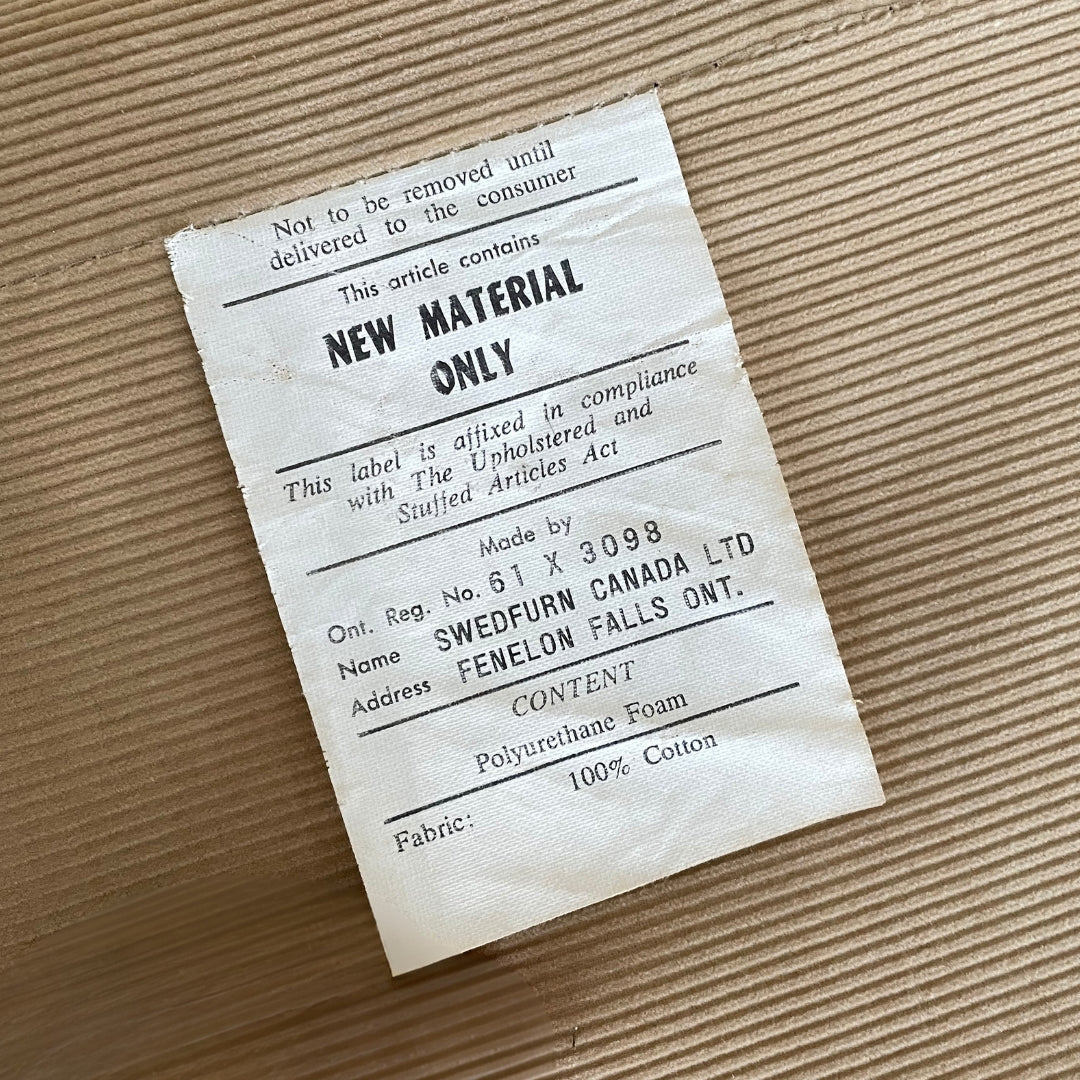 Not to be removed until
delivered to the consumer
This article contains
NEW MATERIAL
ONLY
This label is affixed in compliance
with The Upholstered and
Stuffed Articles Act
Made by
Ont. Reg. No. 61 X 3098
Name SWEDFURN CANADA LTD
Address FENELON FALLS ONT.
CONTENT
Polyurethane Foam
100% Cotton
Fabric: